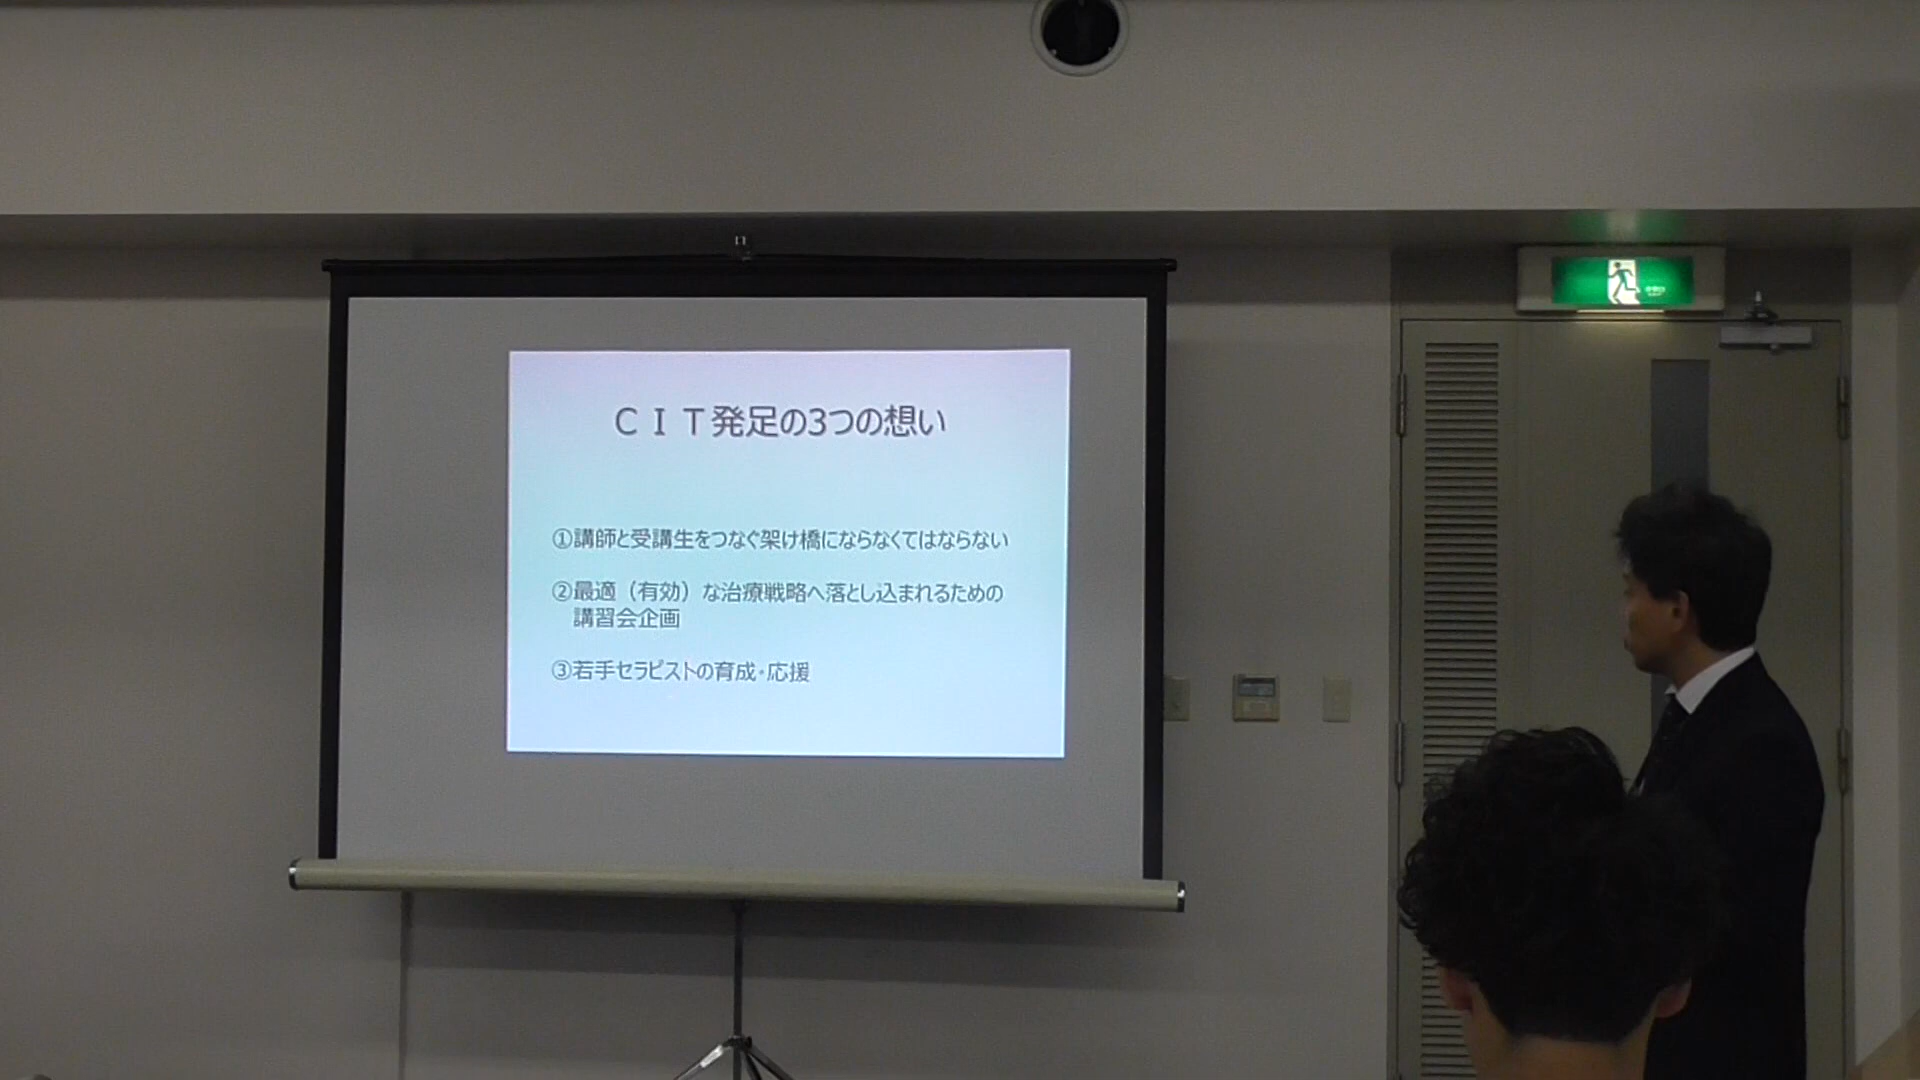 ＣＩＴ発足の3つの想い
①講師と受講生をつなぐ架け橋にならなくてはならない
②最適（有効）な治療戦略へ落とし込まれるための
講習会企画
③若手セラピストの育成・応援